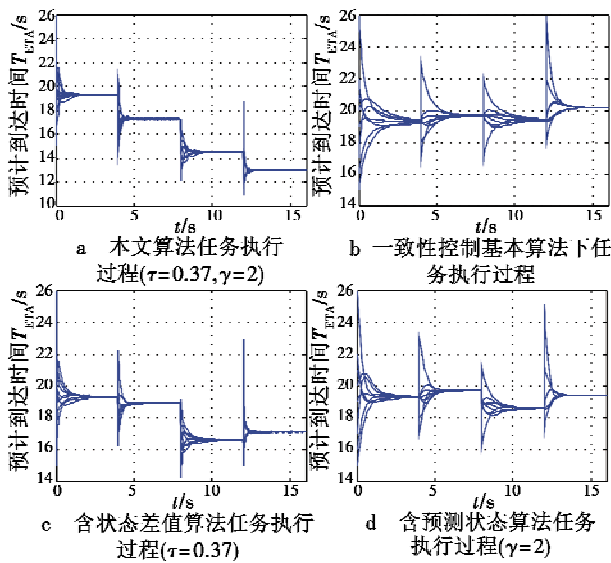 预计到达时间T_ETA/s
26
24
22
20
18
16
14
12
10
0
5
10
15
t/s
a 本文算法任务执行
过程(τ=0.37,γ=2)
预计到达时间T_ETA/s
26
24
22
20
18
16
14
0
5
10
15
t/s
b 一致性控制基本算法下任
务执行过程
预计到达时间T_ETA/s
26
24
22
20
18
16
14
0
5
10
15
t/s
c 含状态差值算法任务执行
过程(τ=0.37)
预计到达时间T_ETA/s
26
24
22
20
18
16
14
0
5
10
15
t/s
d 含预测状态算法任务
执行过程(γ=2)